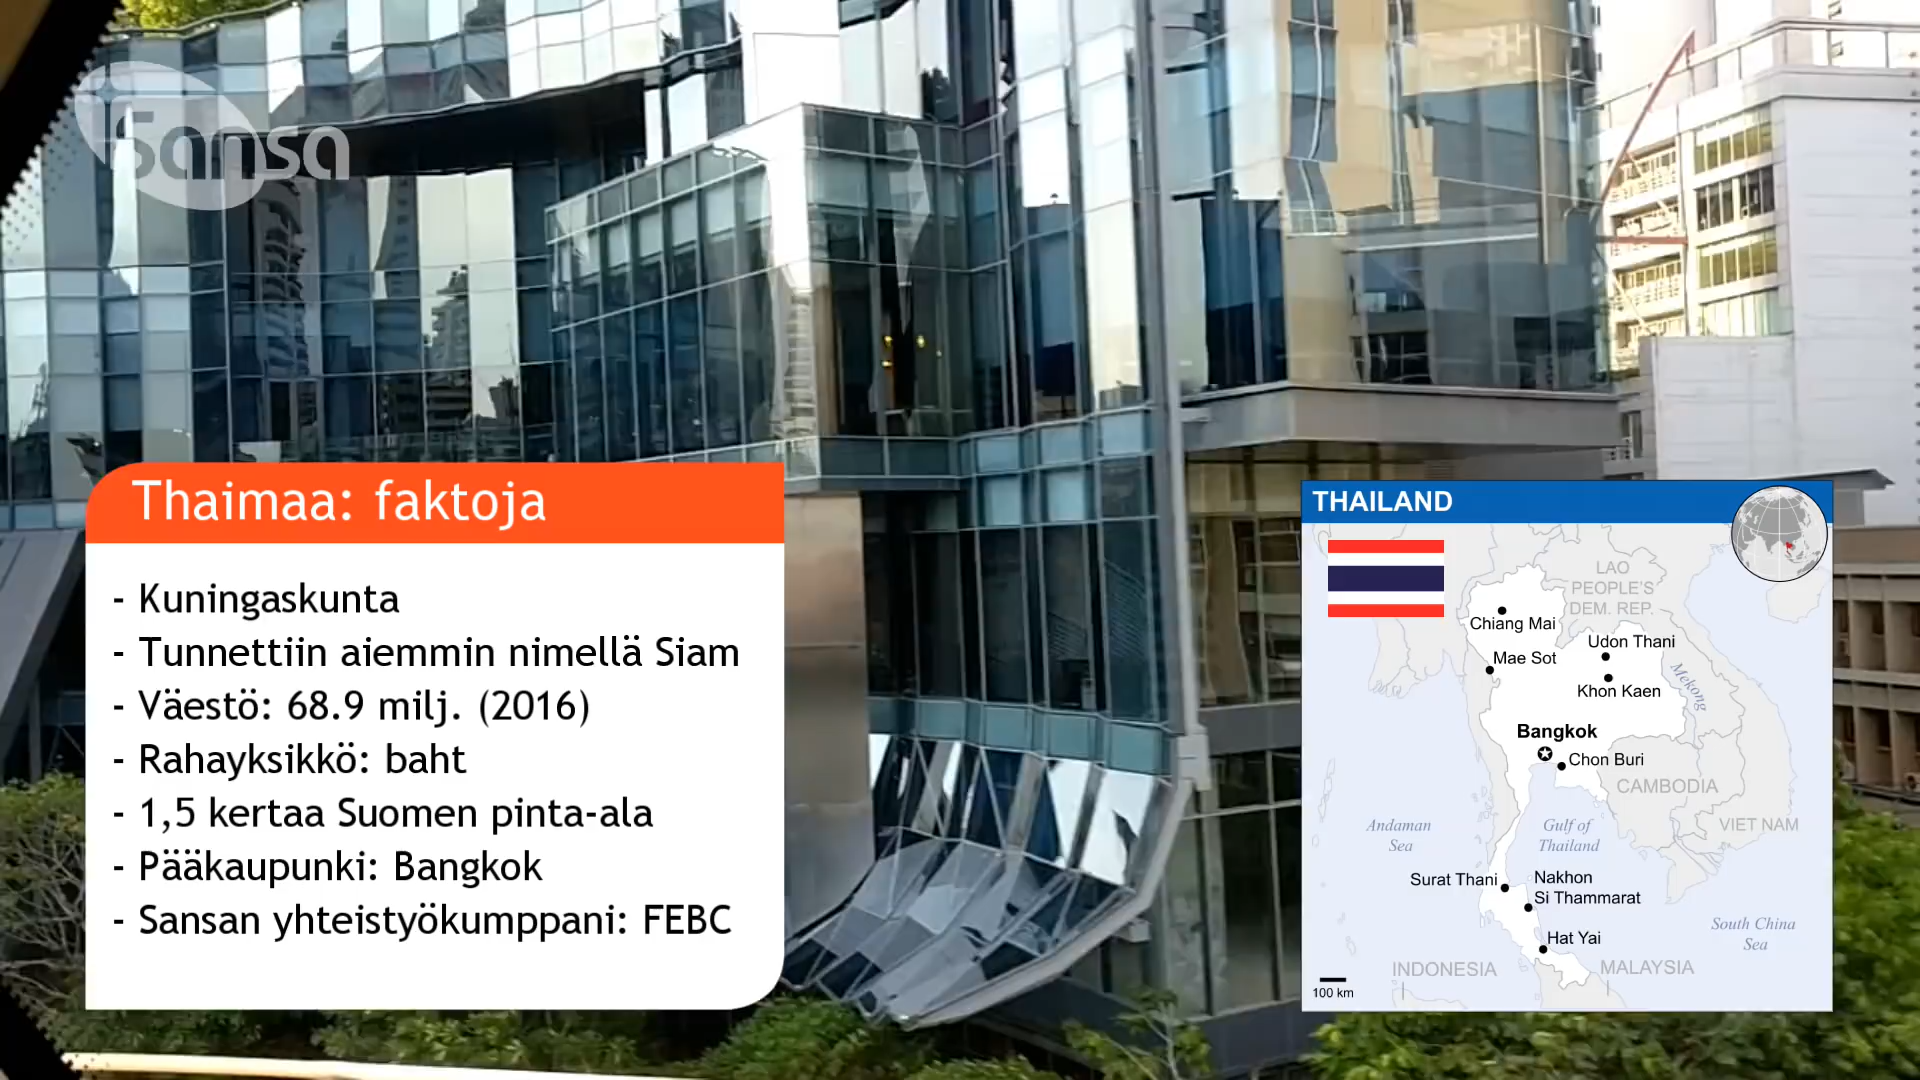 Sansa
Thaimaa: faktoja
- Kuningaskunta
- Tunnettiin aiemmin nimellä Siam
- Väestö: 68.9 milj. (2016)
- Rahayksikkö: baht
- 1,5 kertaa Suomen pinta-ala
- Pääkaupunki: Bangkok
- Sansan yhteistyökumppani: FEBC
THAILAND
LAO
PEOPLE'S
DEM. REP.
Chiang Mai
Udon Thani
Mae Sot
Khon Kaen
Mekong
Bangkok
Chon Buri
CAMBODIA
VIET NAM
Andaman
Sea
Gulf of
Thailand
Surat Thani
Nakhon
Si Thammarat
South China
Sea
Hat Yai
INDONESIA
MALAYSIA
100 km